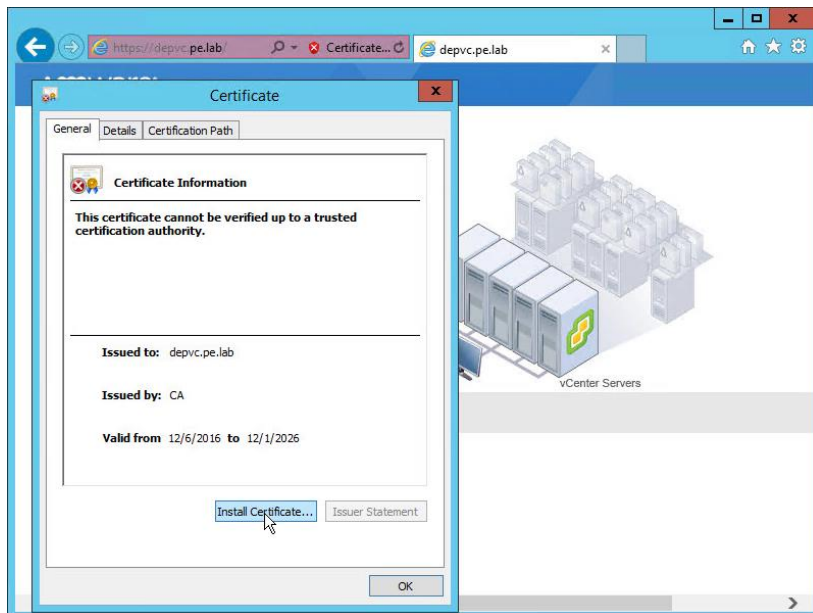 https://depvc.pe.lab/
Certificate...
depvc.pe.lab
Certificate
General
Details
Certification Path
Certificate Information
This certificate cannot be verified up to a trusted
certification authority.
Issued to: depvc.pe.lab
Issued by: CA
Valid from 12/6/2016 to 12/1/2026
Install Certificate...
Issuer Statement
OK
vCenter Servers